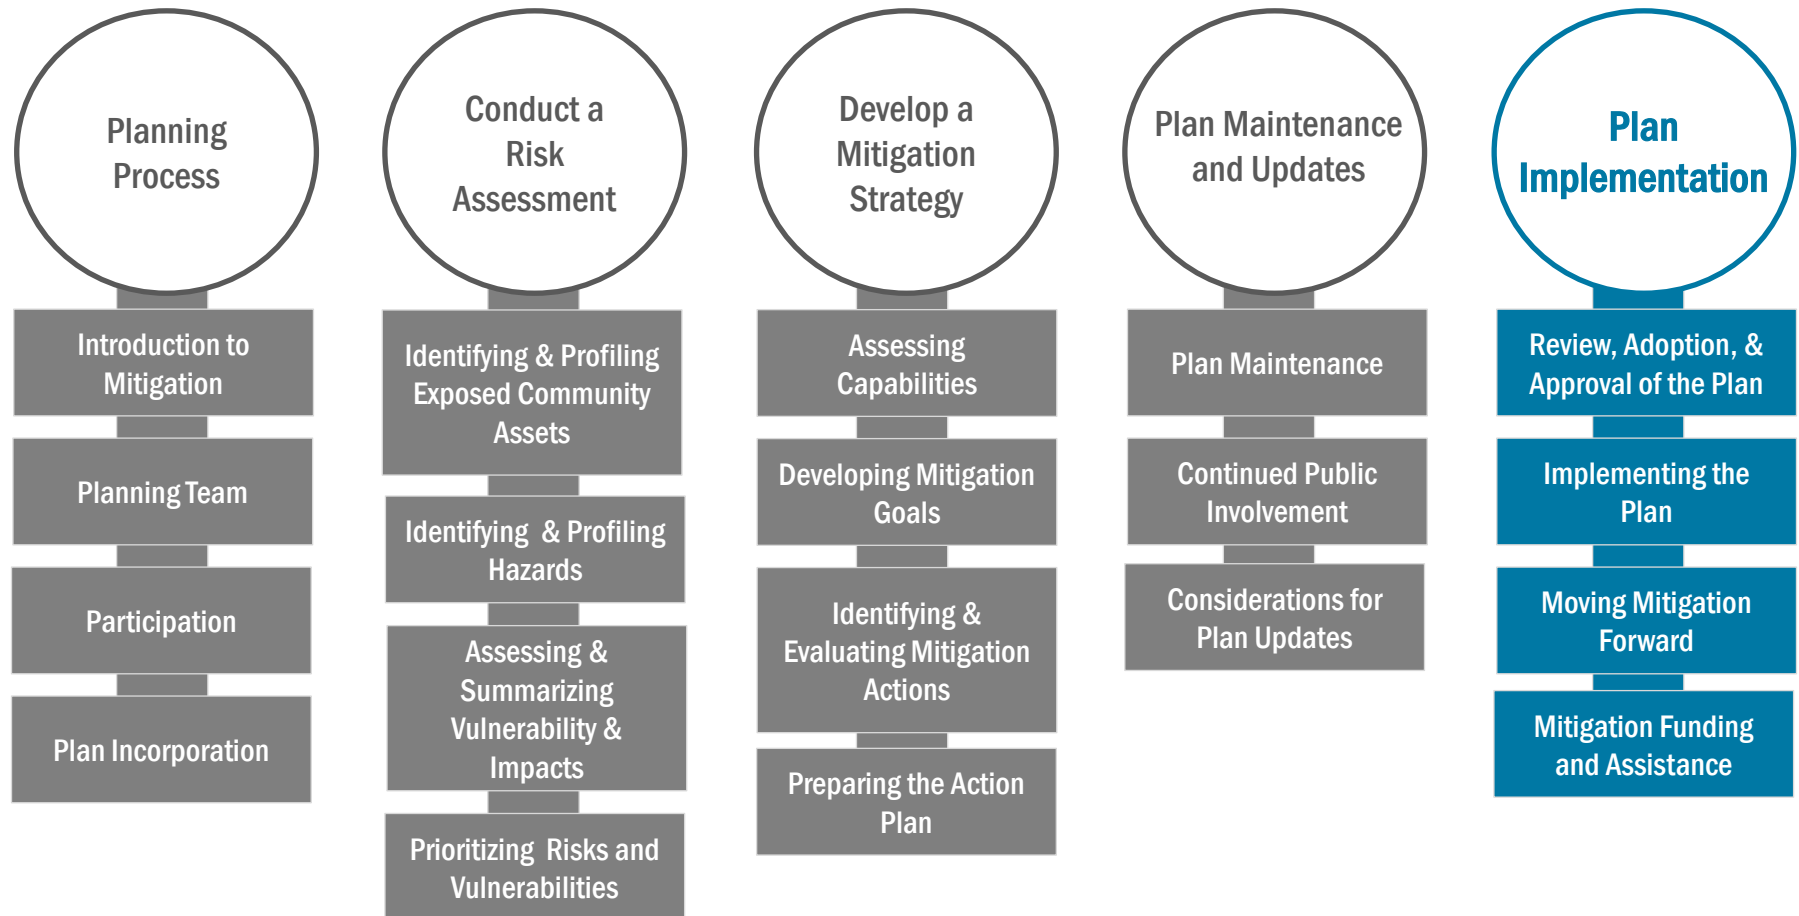 Planning
Process
Introduction to
Mitigation
Planning Team
Participation
Plan Incorporation
Conduct a
Risk
Assessment
Identifying & Profiling
Exposed Community
Assets
Identifying & Profiling
Hazards
Assessing &
Summarizing
Vulnerability &
Impacts
Prioritizing Risks and
Vulnerabilities
Develop a
Mitigation
Strategy
Assessing
Capabilities
Developing Mitigation
Goals
Identifying &
Evaluating Mitigation
Actions
Preparing the Action
Plan
Plan Maintenance
and Updates
Plan Maintenance
Continued Public
Involvement
Considerations for
Plan Updates
Plan
Implementation
Review, Adoption, &
Approval of the Plan
Implementing the
Plan
Moving Mitigation
Forward
Mitigation Funding
and Assistance